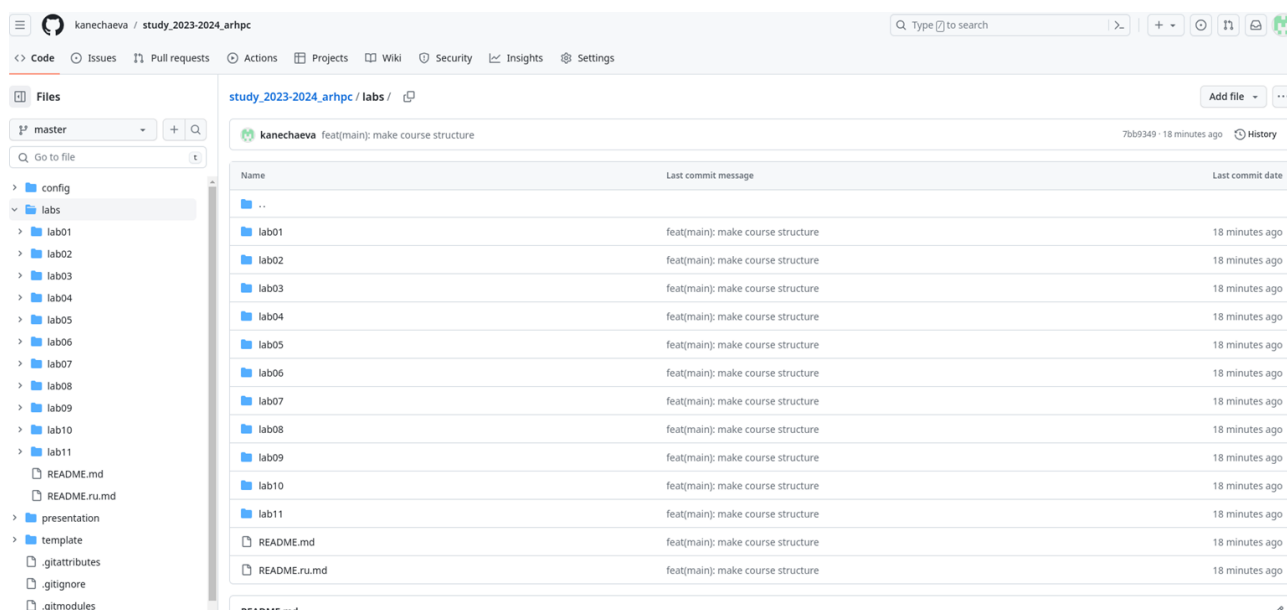 kanechaeva / study_2023-2024_arhpc
Type / to search
Code Issues Pull requests Actions Projects Wiki Security Insights Settings
Files
master
Go to file
t
config
labs
lab01
lab02
lab03
lab04
lab05
lab06
lab07
lab08
lab09
lab10
lab11
README.md
README.ru.md
presentation
template
.gitattributes
.gitignore
.gitmodules
study_2023-2024_arhpc / labs /
Add file
kanechaeva feat(main): make course structure 7bb9349 · 18 minutes ago History
Name Last commit message Last commit date
..
lab01 feat(main): make course structure 18 minutes ago
lab02 feat(main): make course structure 18 minutes ago
lab03 feat(main): make course structure 18 minutes ago
lab04 feat(main): make course structure 18 minutes ago
lab05 feat(main): make course structure 18 minutes ago
lab06 feat(main): make course structure 18 minutes ago
lab07 feat(main): make course structure 18 minutes ago
lab08 feat(main): make course structure 18 minutes ago
lab09 feat(main): make course structure 18 minutes ago
lab10 feat(main): make course structure 18 minutes ago
lab11 feat(main): make course structure 18 minutes ago
README.md feat(main): make course structure 18 minutes ago
README.ru.md feat(main): make course structure 18 minutes ago
README.md